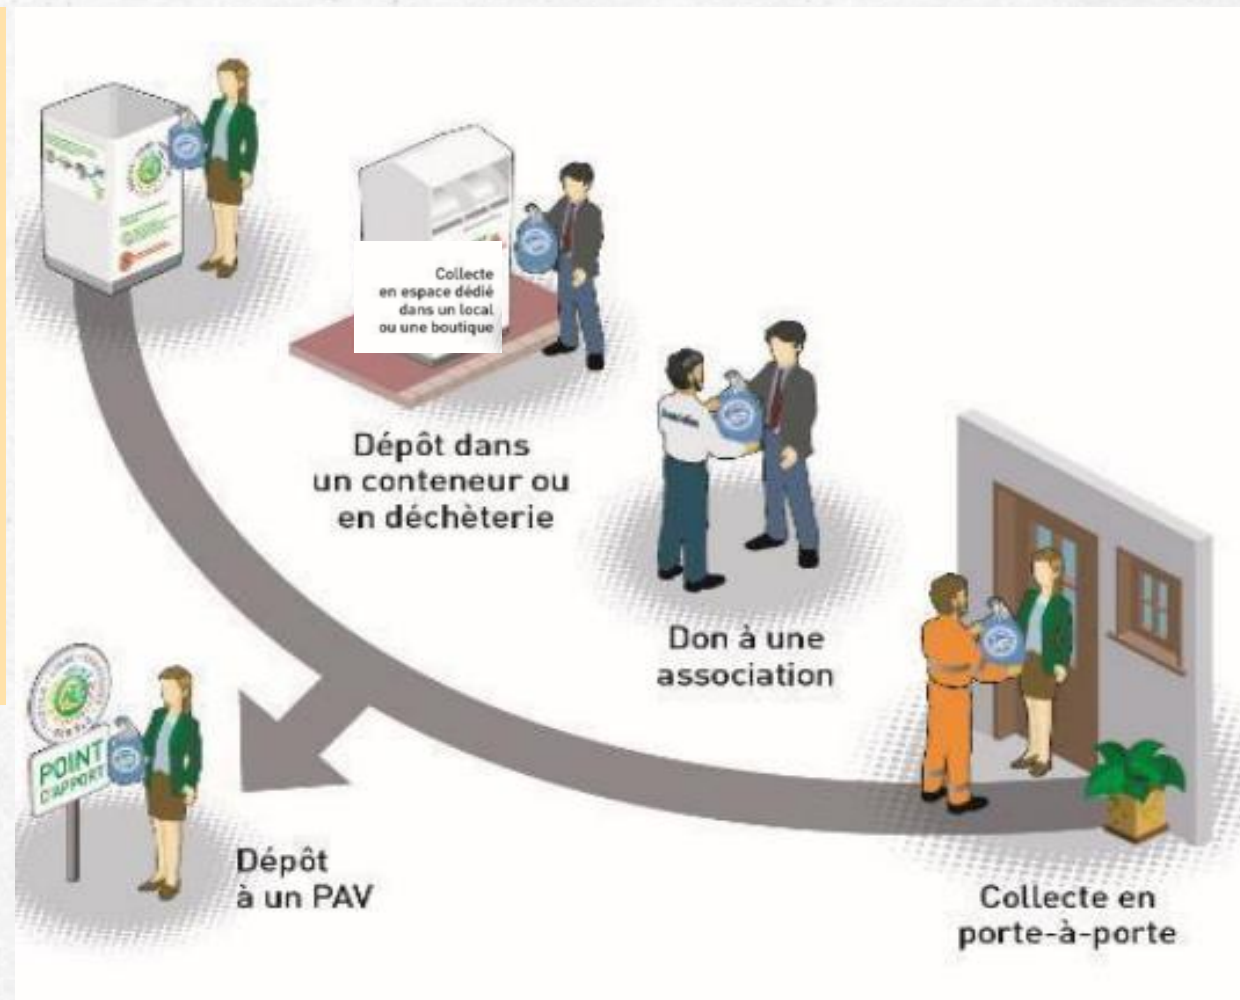 Collecte
en espace dédié
dans un local
ou une boutique
Dépôt dans
un conteneur ou
en déchèterie
Don à une
association
POINT
D'APPORT
Dépôt
à un PAV
Collecte en
porte-à-porte